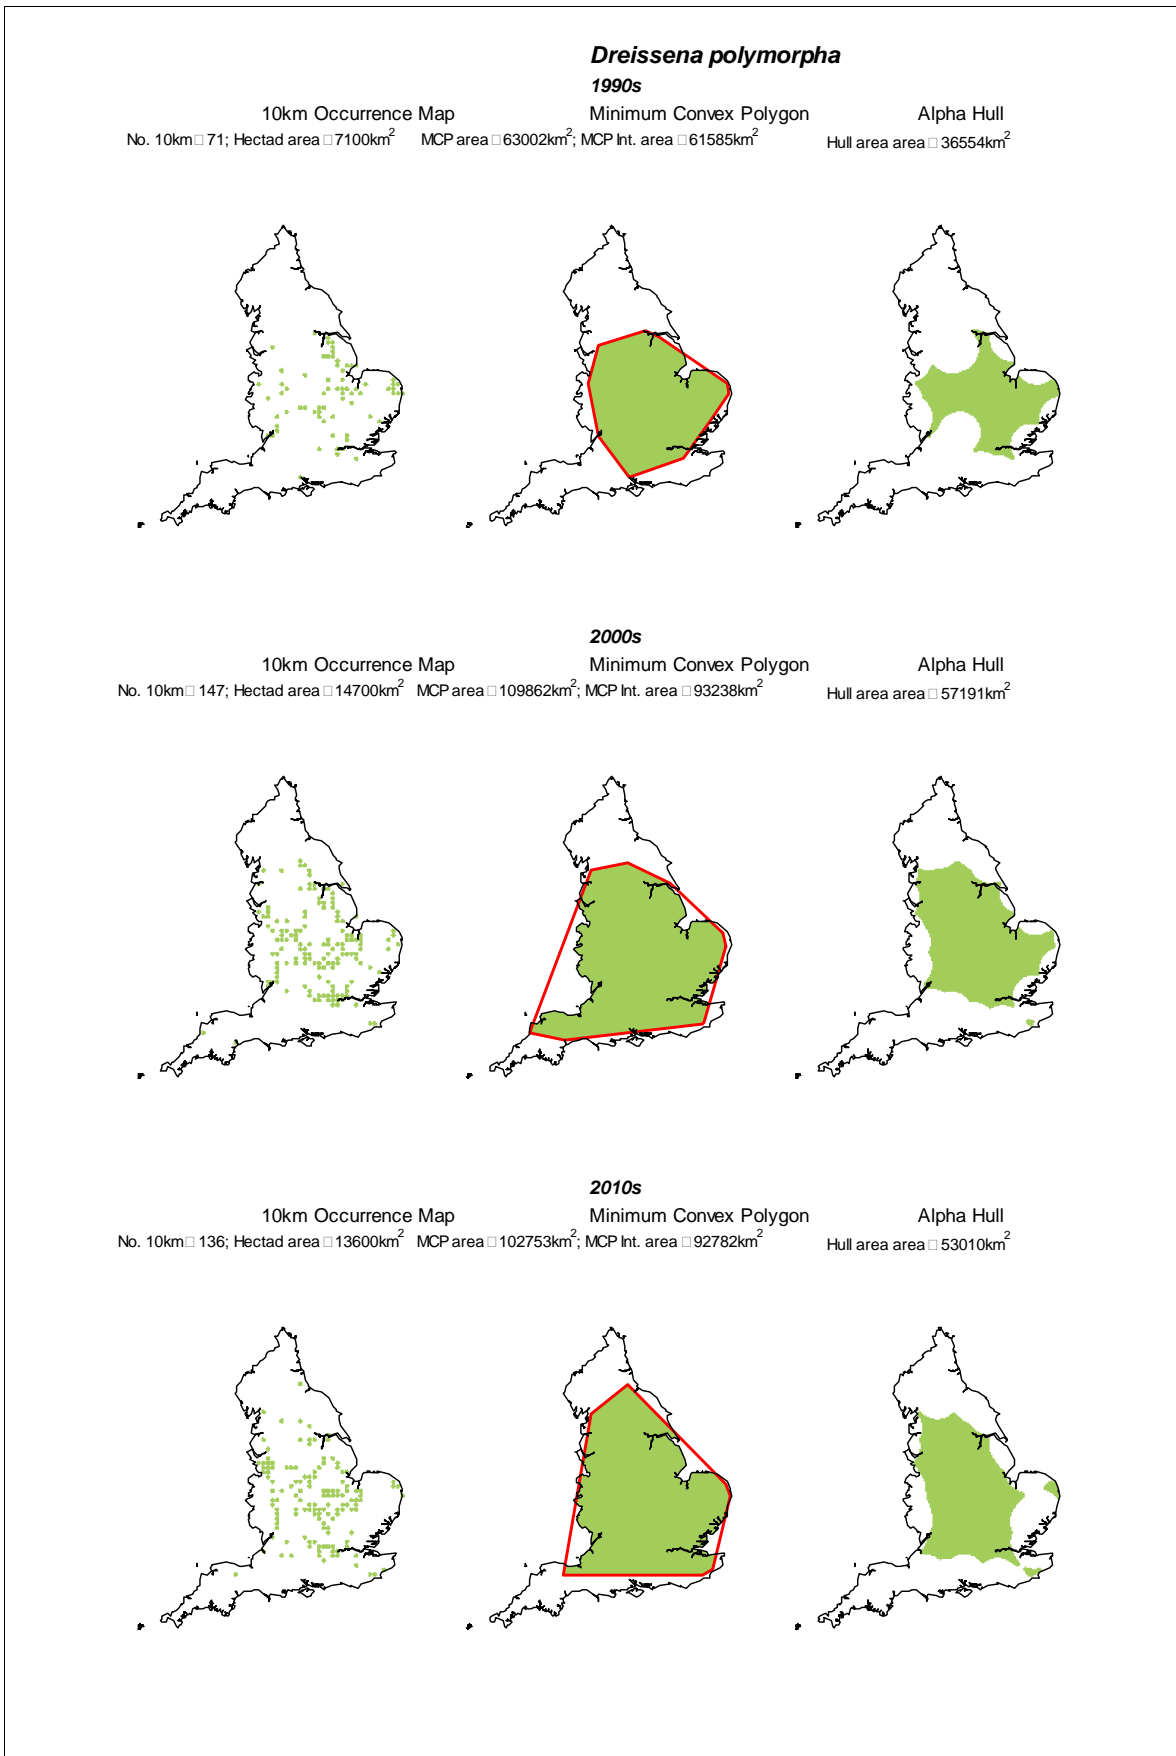 Dreissena polymorpha
1990s
10km Occurrence Map Minimum Convex Polygon Alpha Hull
No. 10km□ 71; Hectad area □7100km² MCP area □63002km²; MCP Int. area □61585km² Hull area area □ 36554km²
2000s
10km Occurrence Map Minimum Convex Polygon Alpha Hull
No. 10km□ 147; Hectad area □14700km² MCP area □109862km²; MCP Int. area □93238km² Hull area area □57191km²
2010s
10km Occurrence Map Minimum Convex Polygon Alpha Hull
No. 10km□ 136; Hectad area □13600km² MCP area □102753km²; MCP Int. area □92782km² Hull area area □53010km²